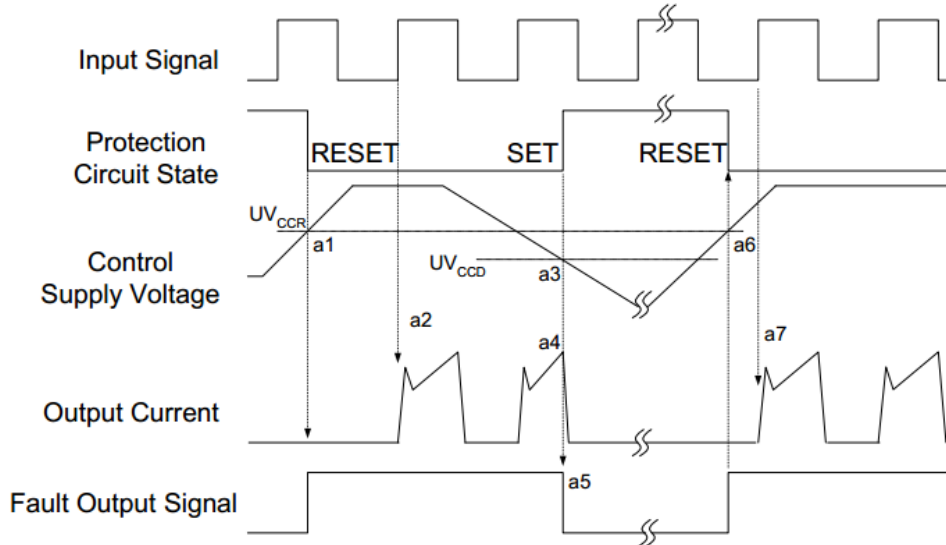 Input Signal
Protection
Circuit State
RESET SET RESET
UVCCR
a1 a6
Control
Supply Voltage
UVCCD a3
a2 a4 a7
Output Current
a5
Fault Output Signal